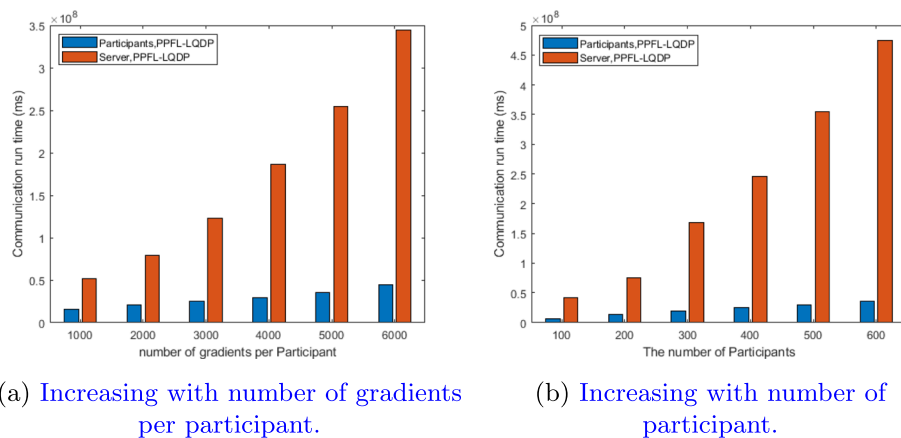 ×10⁸
3.5
3
2.5
2
1.5
1
0.5
0
Communication run time (ms)
Participants,PPFL-LQDP
Server,PPFL-LQDP
1000 2000 3000 4000 5000 6000
number of gradients per Participant
a) Increasing with number of gradients
per participant.
×10⁸
5
4.5
4
3.5
3
2.5
2
1.5
1
0.5
0
Communication run time (ms)
Participants,PPFL-LQDP
Server,PPFL-LQDP
100 200 300 400 500 600
The number of Participants
(b) Increasing with number of
participant.